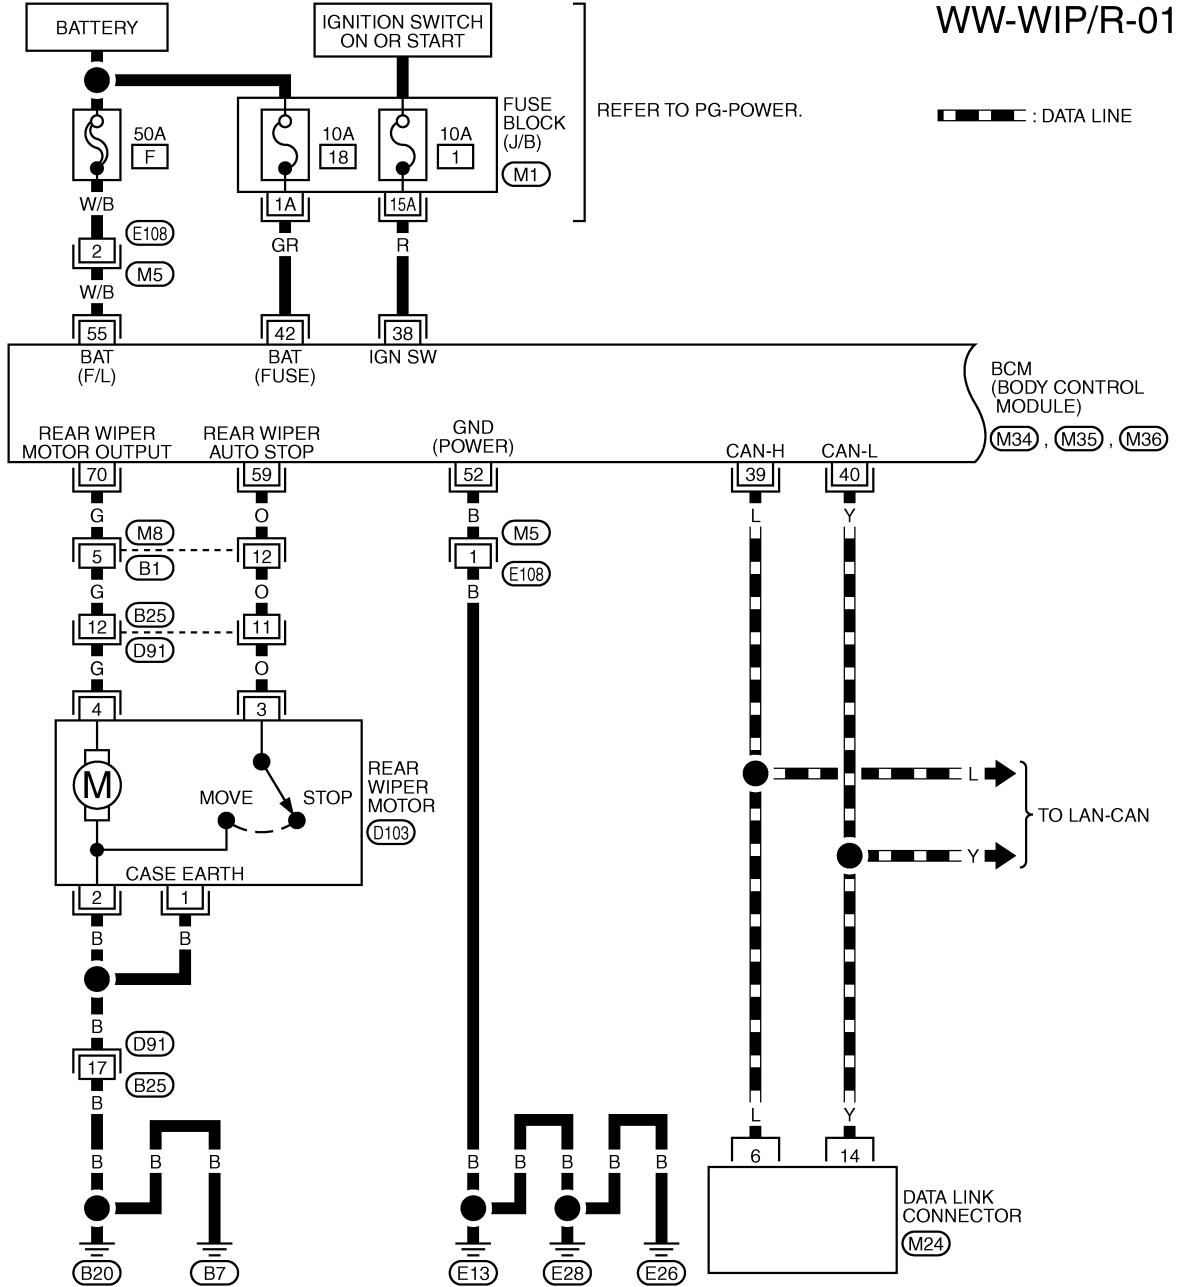 BATTERY
IGNITION SWITCH
ON OR START
WW-WIP/R-01
REFER TO PG-POWER.
: DATA LINE
50A
F
10A
18
10A
1
FUSE
BLOCK
(J/B)
M1
1A
15A
W/B
GR
R
2
E108
M5
W/B
55
42
38
BAT
(F/L)
BAT
(FUSE)
IGN SW
BCM
(BODY CONTROL
MODULE)
M34 , M35 , M36
REAR WIPER
MOTOR OUTPUT
REAR WIPER
AUTO STOP
GND
(POWER)
CAN-H
CAN-L
70
59
52
39
40
G
O
B
L
Y
M8
B1
5
12
M5
E108
1
G
O
B
B25
D91
12
11
G
O
4
3
M
MOVE
STOP
REAR
WIPER
MOTOR
D103
CASE EARTH
L
Y
TO LAN-CAN
2
1
B
B
B
D91
17
B25
B
L
Y
B
B
B
B
B
B
B
B
6
14
DATA LINK
CONNECTOR
M24
B20
B7
E13
E28
E26